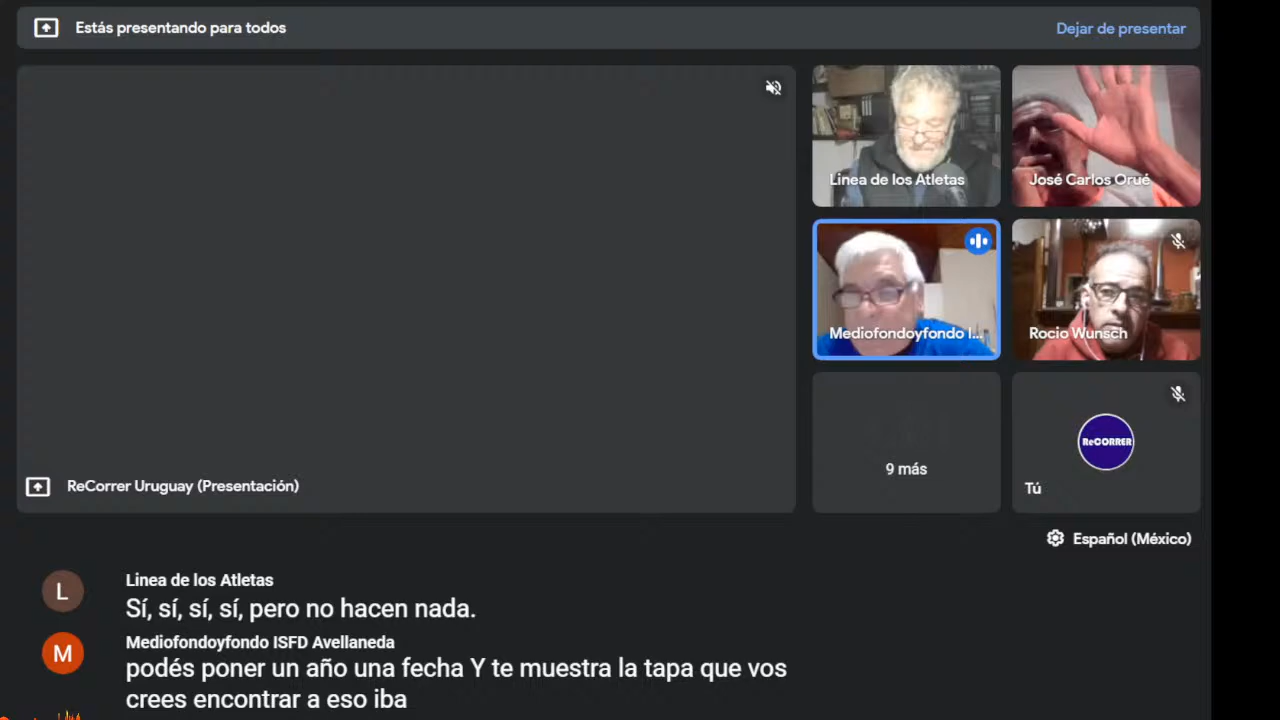 Estás presentando para todos
Dejar de presentar
Linea de los Atletas
José Carlos Orué
Mediofondoyfondo I...
Rocio Wunsch
9 más
ReCORRER
Tú
ReCorrer Uruguay (Presentación)
Español (México)
L
Linea de los Atletas
Sí, sí, sí, sí, pero no hacen nada.
M
Mediofondoyfondo ISFD Avellaneda
podés poner un año una fecha Y te muestra la tapa que vos
crees encontrar a eso iba